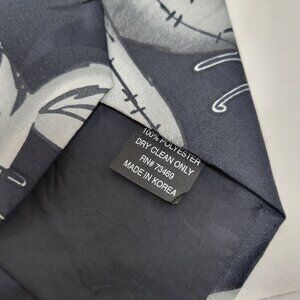 100% POLYESTER
DRY CLEAN ONLY
RN# 73469
MADE IN KOREA